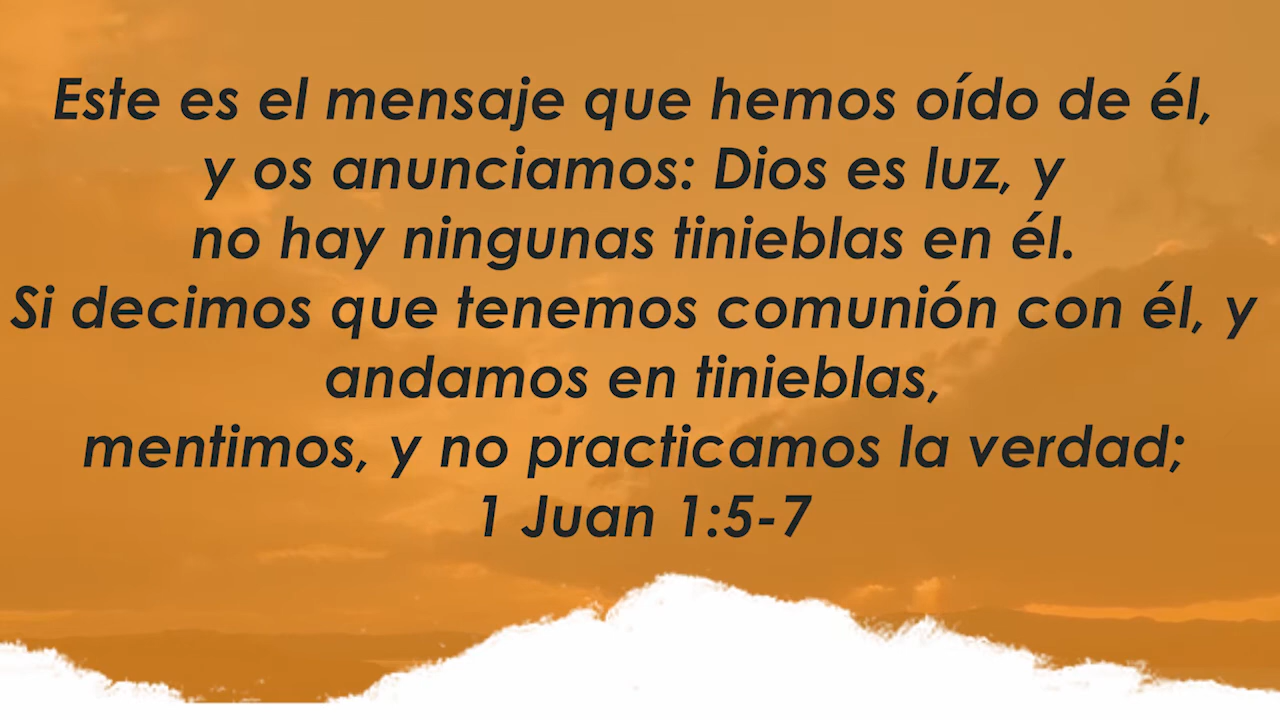 Este es el mensaje que hemos oído de él,
y os anunciamos: Dios es luz, y
no hay ningunas tinieblas en él.
Si decimos que tenemos comunión con él, y
andamos en tinieblas,
mentimos, y no practicamos la verdad;
1 Juan 1:5-7